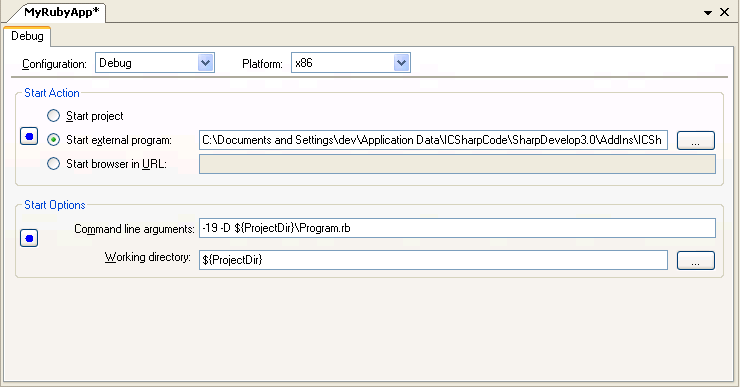 MyRubyApp*
Debug
Configuration: Debug Platform: x86
Start Action
Start project
Start external program: C:\Documents and Settings\dev\Application Data\ICSharpCode\SharpDevelop3.0\AddIns\ICSh ...
Start browser in URL:
Start Options
Command line arguments: -19 -D ${ProjectDir}\Program.rb
Working directory: ${ProjectDir} ...